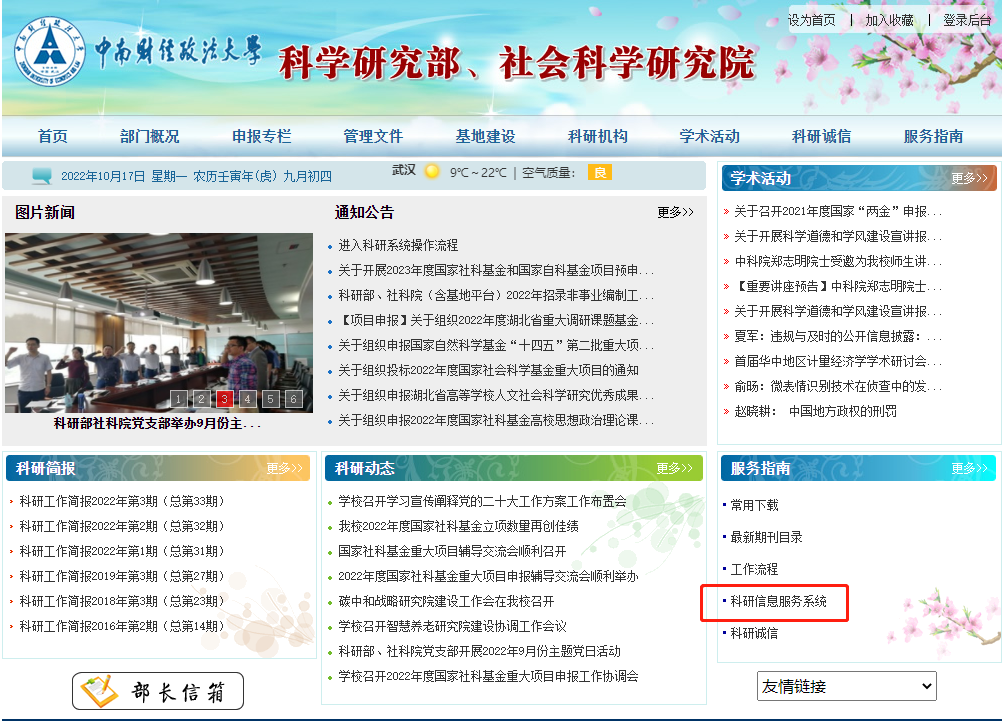 设为首页 | 加入收藏 | 登录后台
中南财经政法大学
科学研究部、社会科学研究院
首页 部门概况 申报专栏 管理文件 基地建设 科研机构 学术活动 科研诚信 服务指南
2022年10月17日 星期一 农历壬寅年(虎) 九月初四
武汉 9℃～22℃ | 空气质量: 良
图片新闻
1 2 3 4 5 6
科研部社科院党支部举办9月份主...
通知公告 更多>>
进入科研系统操作流程
关于开展2023年度国家社科基金和国家自科基金项目预申...
科研部、社科院（含基地平台）2022年招录非事业编制工...
【项目申报】关于组织2022年度湖北省重大调研课题基金...
关于组织申报国家自然科学基金“十四五”第二批重大项...
关于组织投标2022年度国家社会科学基金重大项目的通知
关于组织申报湖北省高等学校人文社会科学研究优秀成果...
关于组织申报2022年度国家社科基金高校思想政治理论课...
学术活动 更多>>
» 关于召开2021年度国家“两金”申报...
» 关于开展科学道德和学风建设宣讲报...
» 中科院郑志明院士受邀为我校师生讲...
» 【重要讲座预告】中科院郑志明院士...
» 关于开展科学道德和学风建设宣讲报...
» 夏军：违规与及时的公开信息披露：...
» 首届华中地区计量经济学学术研讨会...
» 俞旸：微表情识别技术在侦查中的发...
» 赵晓耕： 中国地方政权的刑罚
科研简报 更多>>
科研工作简报2022年第3期（总第33期）
科研工作简报2022年第2期（总第32期）
科研工作简报2022年第1期（总第31期）
科研工作简报2019年第3期（总第27期）
科研工作简报2018年第3期（总第23期）
科研工作简报2016年第2期（总第14期）
部长信箱
科研动态 更多>>
学校召开学习宣传阐释党的二十大工作方案工作布置会
我校2022年度国家社科基金立项数量再创佳绩
国家社科基金重大项目辅导交流会顺利召开
2022年度国家社科基金重大项目申报辅导交流会顺利举办
碳中和战略研究院建设工作会在我校召开
学校召开智慧养老研究院建设协调工作会议
科研部、社科院党支部开展2022年9月份主题党日活动
学校召开2022年度国家社科基金重大项目申报工作协调会
服务指南 更多>>
常用下载
最新期刊目录
工作流程
科研信息服务系统
科研诚信
友情链接